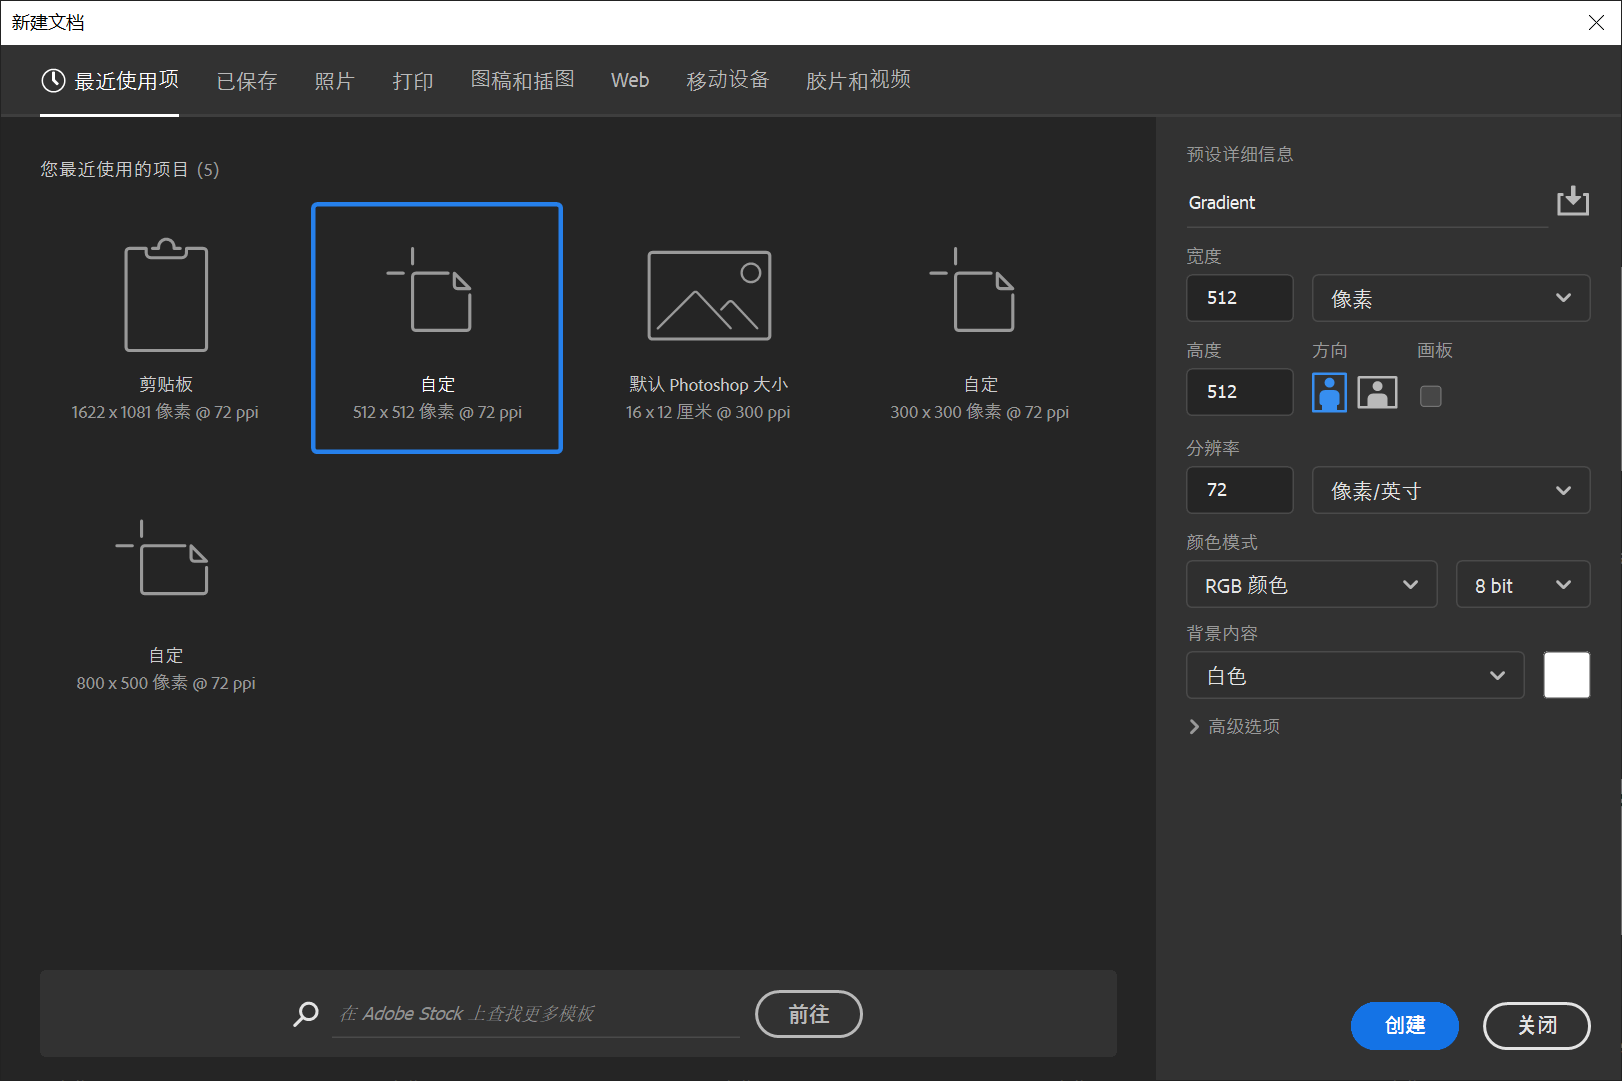 新建文档
最近使用项 已保存 照片 打印 图稿和插图 Web 移动设备 胶片和视频
您最近使用的项目 (5)
剪贴板
1622 x 1081 像素 @ 72 ppi
自定
512 x 512 像素 @ 72 ppi
默认 Photoshop 大小
16 x 12 厘米 @ 300 ppi
自定
300 x 300 像素 @ 72 ppi
自定
800 x 500 像素 @ 72 ppi
在 Adobe Stock 上查找更多模板
前往
预设详细信息
Gradient
宽度
512 像素
高度 方向 画板
512
分辨率
72 像素/英寸
颜色模式
RGB 颜色 8 bit
背景内容
白色
高级选项
创建 关闭